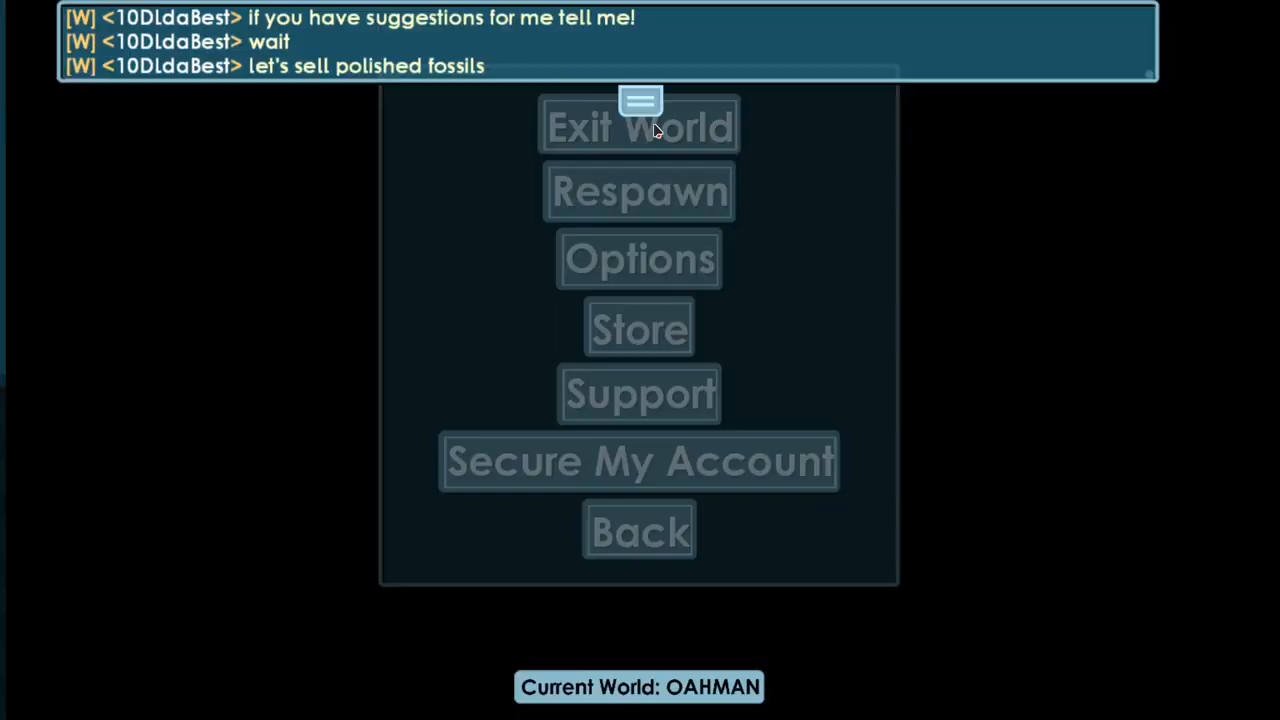 [W] <10DLdaBest> if you have suggestions for me tell me!
[W] <10DLdaBest> wait
[W] <10DLdaBest> let's sell polished fossils
Exit World
Respawn
Options
Store
Support
Secure My Account
Back
Current World: OAHMAN